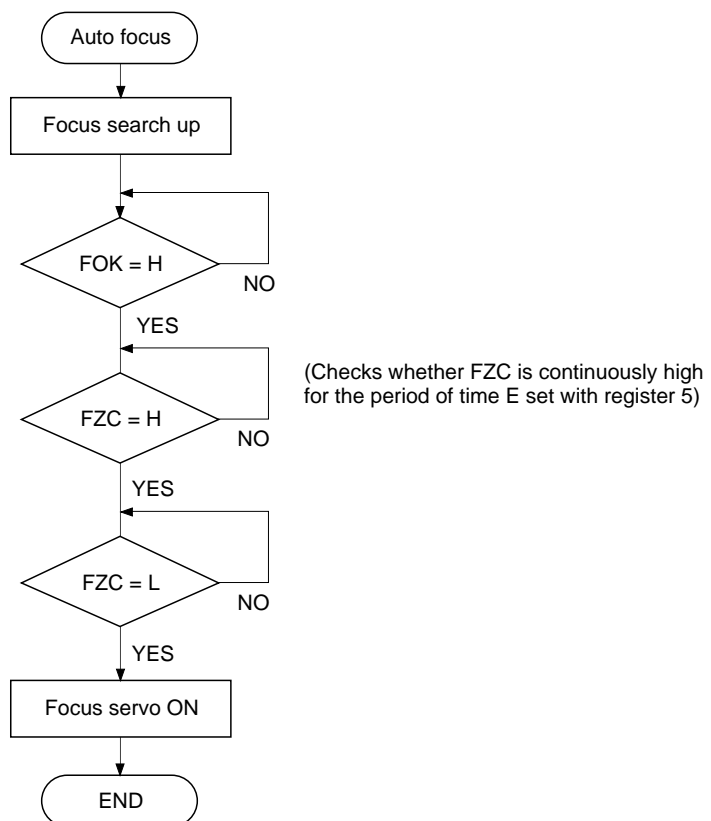 Auto focus
Focus search up
FOK = H
NO
YES
FZC = H
NO
(Checks whether FZC is continuously high
for the period of time E set with register 5)
YES
FZC = L
NO
YES
Focus servo ON
END